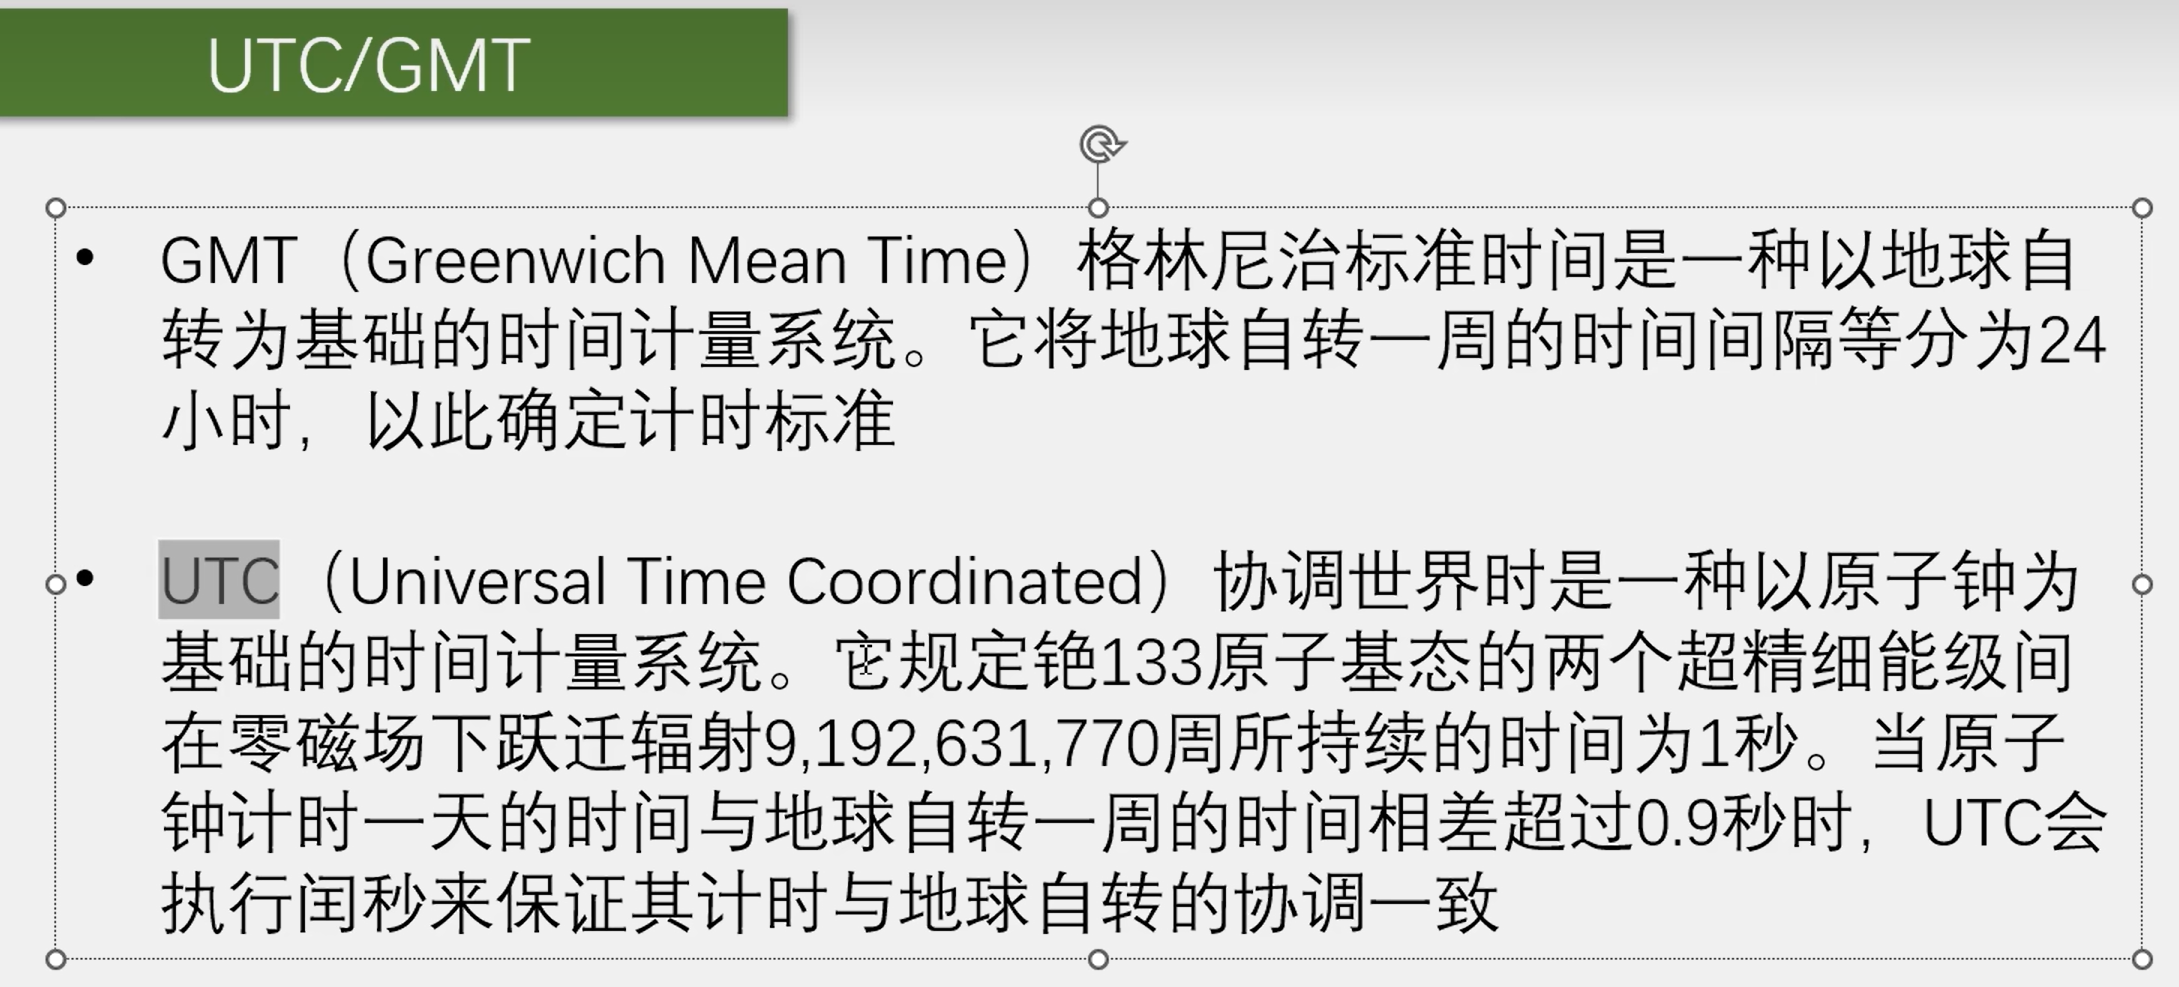 UTC/GMT
• GMT（Greenwich Mean Time）格林尼治标准时间是一种以地球自
转为基础的时间计量系统。它将地球自转一周的时间间隔等分为24
小时，以此确定计时标准
• UTC（Universal Time Coordinated）协调世界时是一种以原子钟为
基础的时间计量系统。它规定铯133原子基态的两个超精细能级间
在零磁场下跃迁辐射9,192,631,770周所持续的时间为1秒。当原子
钟计时一天的时间与地球自转一周的时间相差超过0.9秒时，UTC会
执行闰秒来保证其计时与地球自转的协调一致